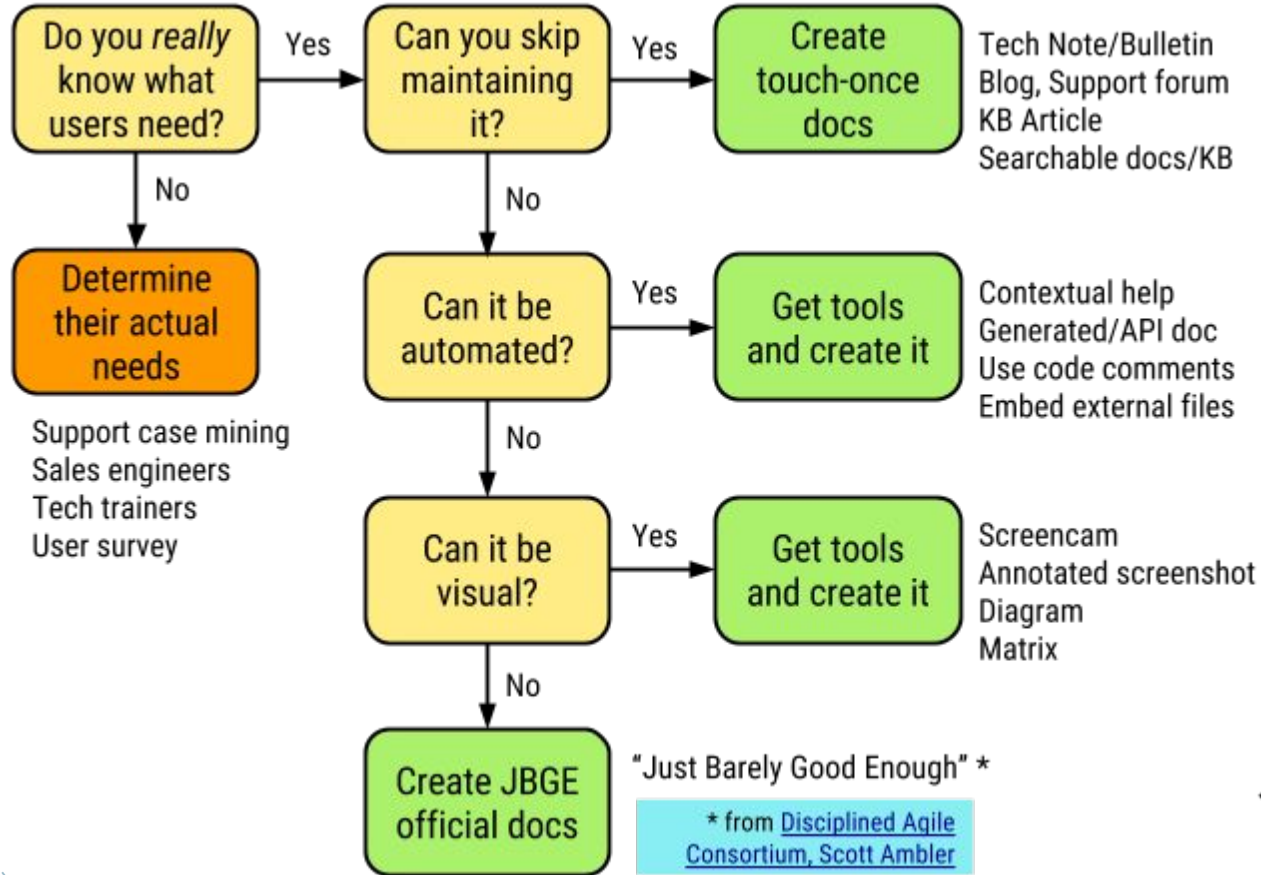 Do you really
know what
users need?
Yes
Can you skip
maintaining
it?
Yes
Create
touch-once
docs
Tech Note/Bulletin
Blog, Support forum
KB Article
Searchable docs/KB
No
No
Determine
their actual
needs
Support case mining
Sales engineers
Tech trainers
User survey
Can it be
automated?
Yes
Get tools
and create it
Contextual help
Generated/API doc
Use code comments
Embed external files
No
Can it be
visual?
Yes
Get tools
and create it
Screencam
Annotated screenshot
Diagram
Matrix
No
Create JBGE
official docs
“Just Barely Good Enough” *
* from Disciplined Agile
Consortium, Scott Ambler